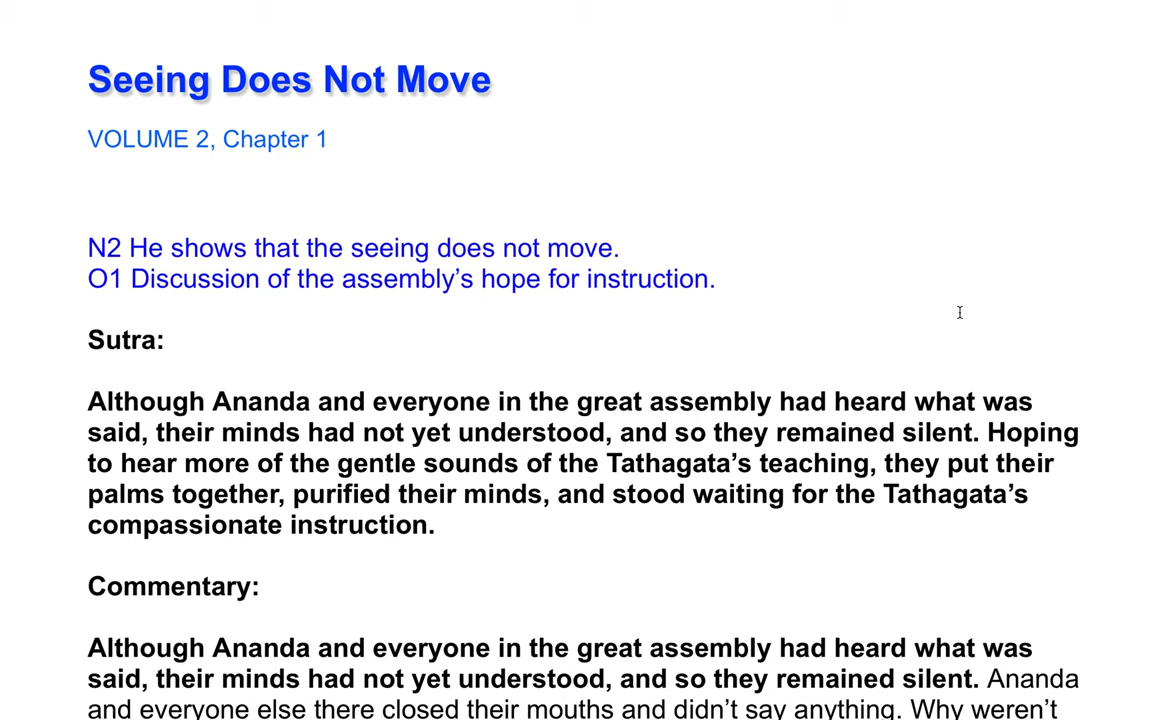 Seeing Does Not Move
VOLUME 2, Chapter 1
N2 He shows that the seeing does not move.
O1 Discussion of the assembly’s hope for instruction.
Sutra:
Although Ananda and everyone in the great assembly had heard what was
said, their minds had not yet understood, and so they remained silent. Hoping
to hear more of the gentle sounds of the Tathagata’s teaching, they put their
palms together, purified their minds, and stood waiting for the Tathagata’s
compassionate instruction.
Commentary:
Although Ananda and everyone in the great assembly had heard what was
said, their minds had not yet understood, and so they remained silent. Ananda
and everyone else there closed their mouths and didn’t say anything. Why weren’t